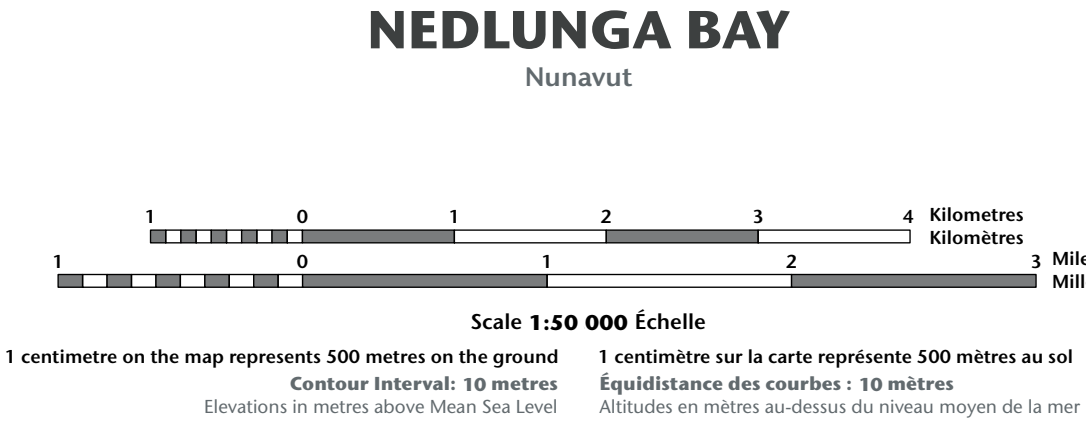 NEDLUNGA BAY
Nunavut
1 0 1 2 3 4 Kilometres
Kilomètres
1 0 1 2 3 Mile
Mill
Scale 1:50 000 Échelle
1 centimetre on the map represents 500 metres on the ground
1 centimètre sur la carte représente 500 mètres au sol
Contour Interval: 10 metres
Équidistance des courbes : 10 mètres
Elevations in metres above Mean Sea Level
Altitudes en mètres au-dessus du niveau moyen de la mer